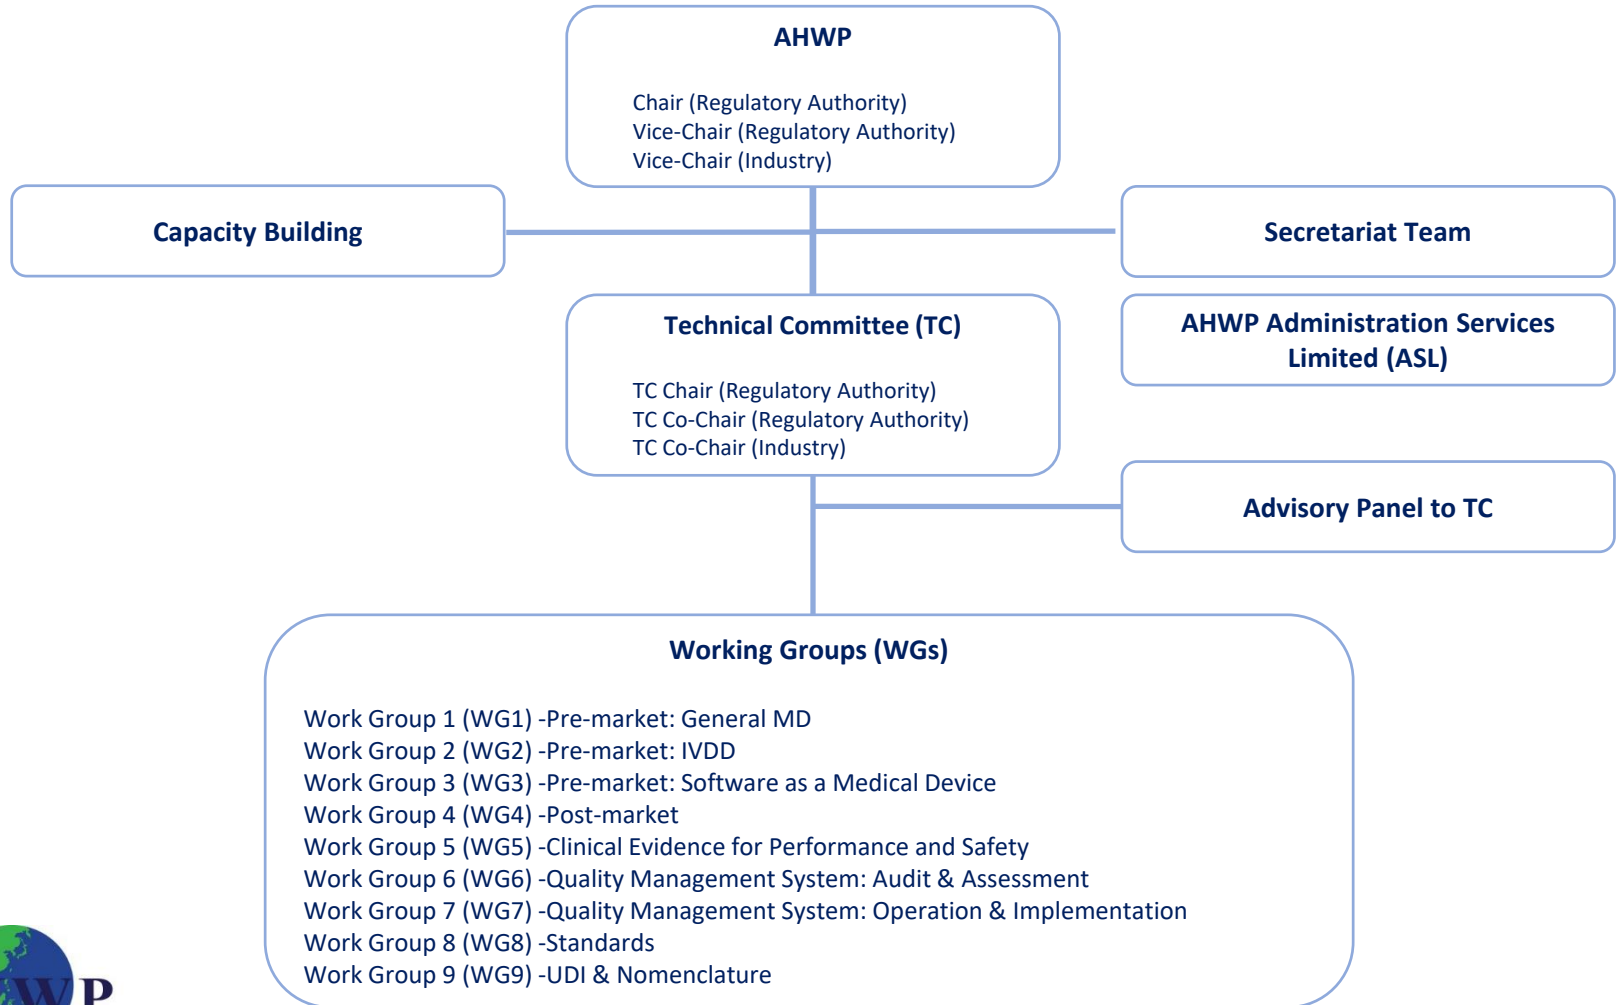 AHWP
Chair (Regulatory Authority)
Vice-Chair (Regulatory Authority)
Vice-Chair (Industry)
Capacity Building
Secretariat Team
Technical Committee (TC)
TC Chair (Regulatory Authority)
TC Co-Chair (Regulatory Authority)
TC Co-Chair (Industry)
AHWP Administration Services
Limited (ASL)
Advisory Panel to TC
Working Groups (WGs)
Work Group 1 (WG1) -Pre-market: General MD
Work Group 2 (WG2) -Pre-market: IVDD
Work Group 3 (WG3) -Pre-market: Software as a Medical Device
Work Group 4 (WG4) -Post-market
Work Group 5 (WG5) -Clinical Evidence for Performance and Safety
Work Group 6 (WG6) -Quality Management System: Audit & Assessment
Work Group 7 (WG7) -Quality Management System: Operation & Implementation
Work Group 8 (WG8) -Standards
Work Group 9 (WG9) -UDI & Nomenclature